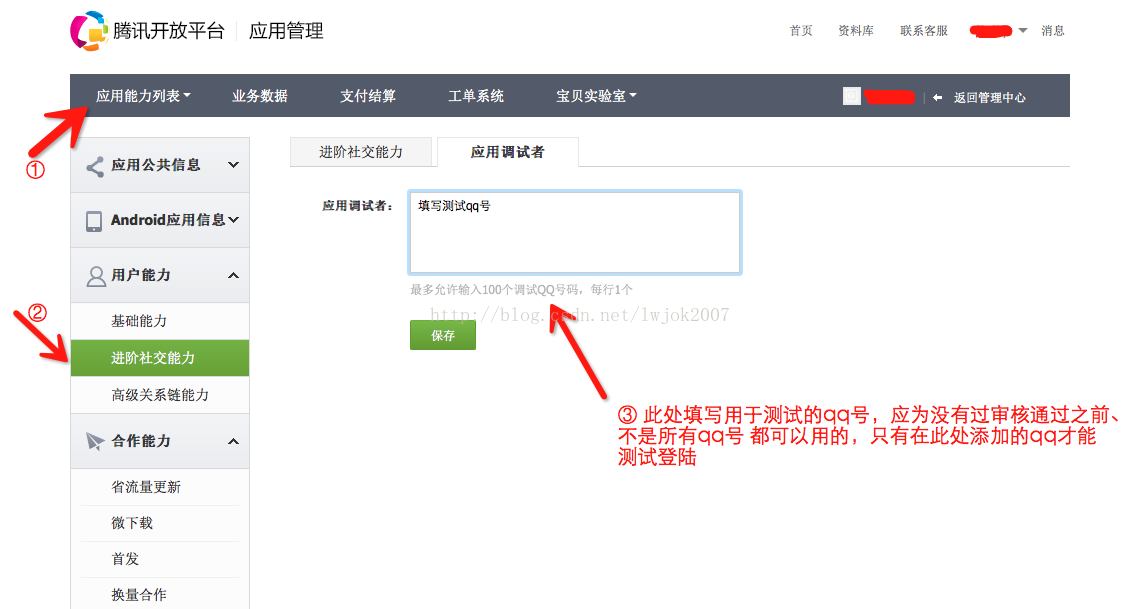 腾讯开放平台 应用管理
首页 资料库 联系客服 消息
应用能力列表 业务数据 支付结算 工单系统 宝贝实验室 返回管理中心
①
应用公共信息
Android应用信息
用户能力
②
基础能力
进阶社交能力
高级关系链能力
合作能力
省流量更新
微下载
首发
换量合作
进阶社交能力 应用调试者
应用调试者： 填写测试qq号
最多允许输入100个调试QQ号码，每行1个
http://blog.csdn.net/lwjok2007
保存
③ 此处填写用于测试的qq号，应为没有过审核通过之前、
不是所有qq号 都可以用的，只有在此处添加的qq才能
测试登陆